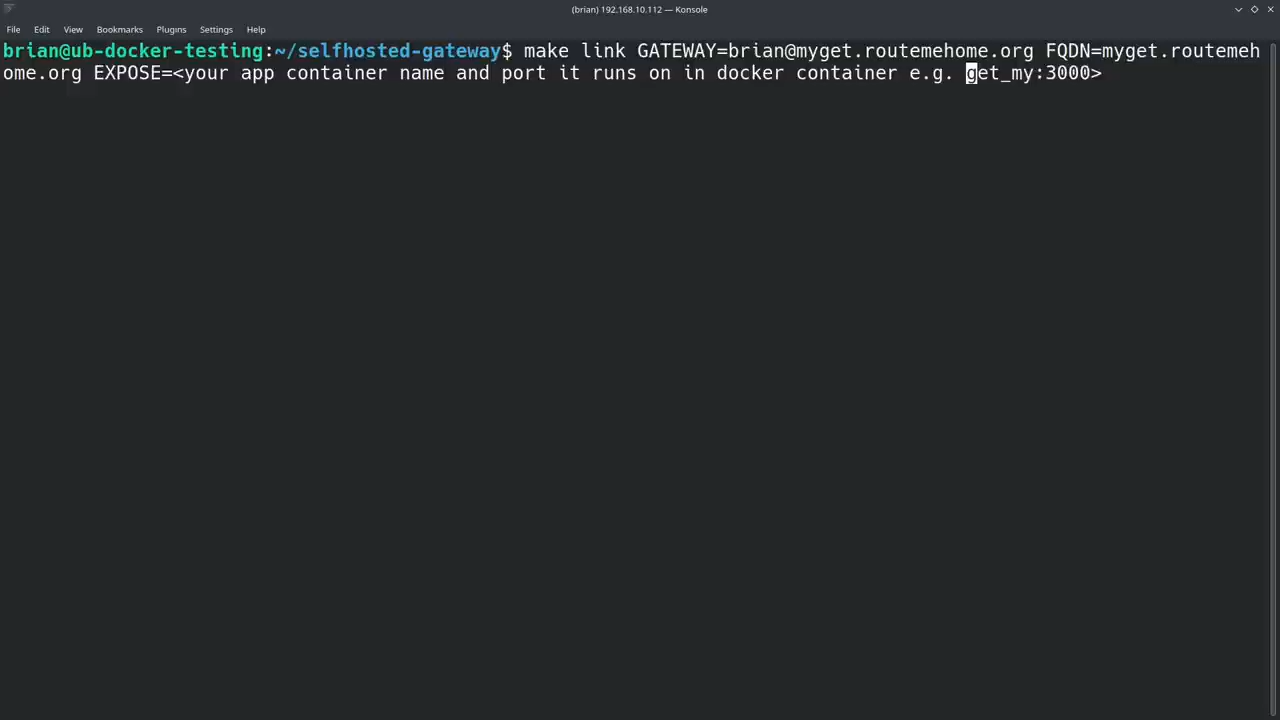 (brian) 192.168.10.112 — Konsole
File Edit View Bookmarks Plugins Settings Help
brian@ub-docker-testing:~/selfhosted-gateway$ make link GATEWAY=brian@myget.routemehome.org FQDN=myget.routemeh
ome.org EXPOSE=<your app container name and port it runs on in docker container e.g. get_my:3000>